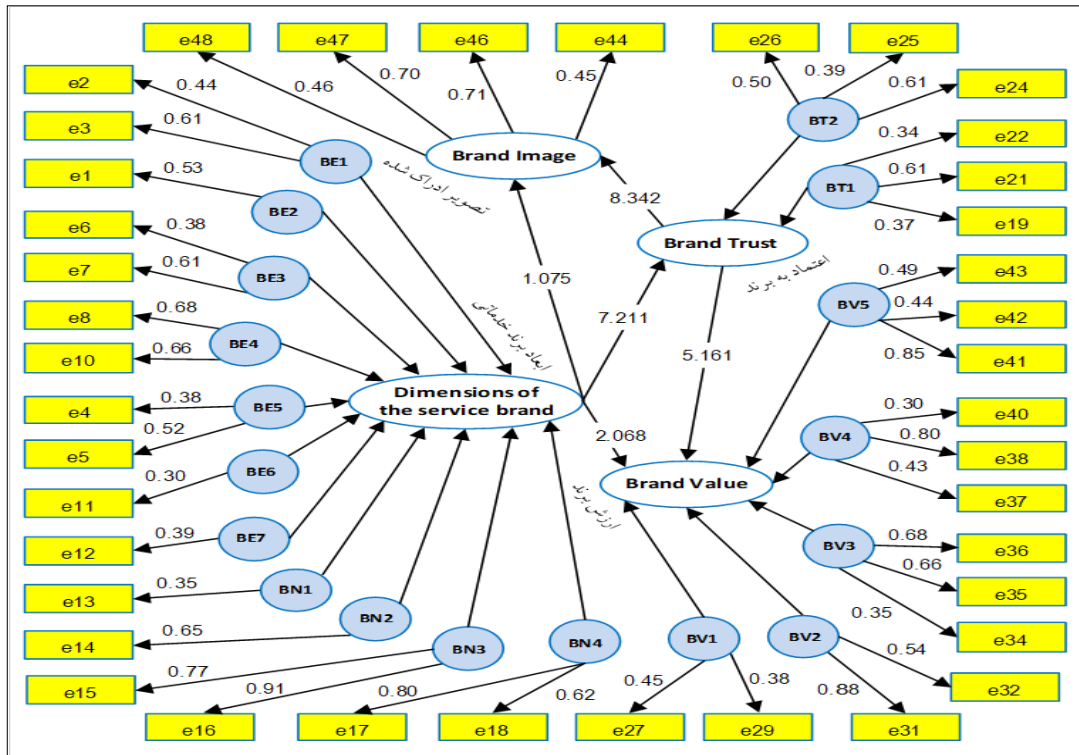 e48
e47
e46
e44
e26
e25
e2
0.44
0.46
0.70
0.71
0.45
0.50
0.39
0.61
e24
e3
0.61
BE1
Brand Image
BT2
0.34
e22
e1
0.53
BE2
تصویر ادراک شده
8.342
BT1
0.61
e21
0.37
e19
e6
0.38
BE3
Brand Trust
اعتماد به برند
e7
0.61
1.075
7.211
BV5
0.49
e43
0.44
e42
0.85
e41
e8
0.68
BE4
ابعاد برند خدماتی
5.161
e10
0.66
Dimensions of
the service brand
e4
0.38
BE5
0.52
e5
2.068
BV4
0.30
e40
0.80
e38
0.43
e37
BE6
0.30
e11
Brand Value
ارزش برند
BE7
0.39
e12
BV3
0.68
e36
0.66
e35
0.35
e34
BN1
0.35
e13
BN2
0.65
e14
BN3
0.77
e15
0.91
e16
BN4
0.80
e17
0.62
e18
BV1
0.45
e27
0.38
e29
BV2
0.54
e32
0.88
e31